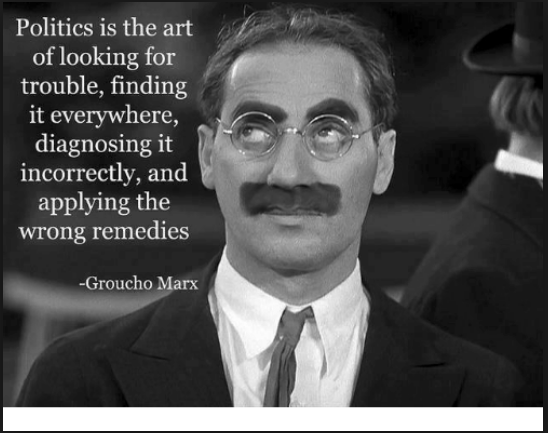 Politics is the art
of looking for
trouble, finding
it everywhere,
diagnosing it
incorrectly, and
applying the
wrong remedies
-Groucho Marx